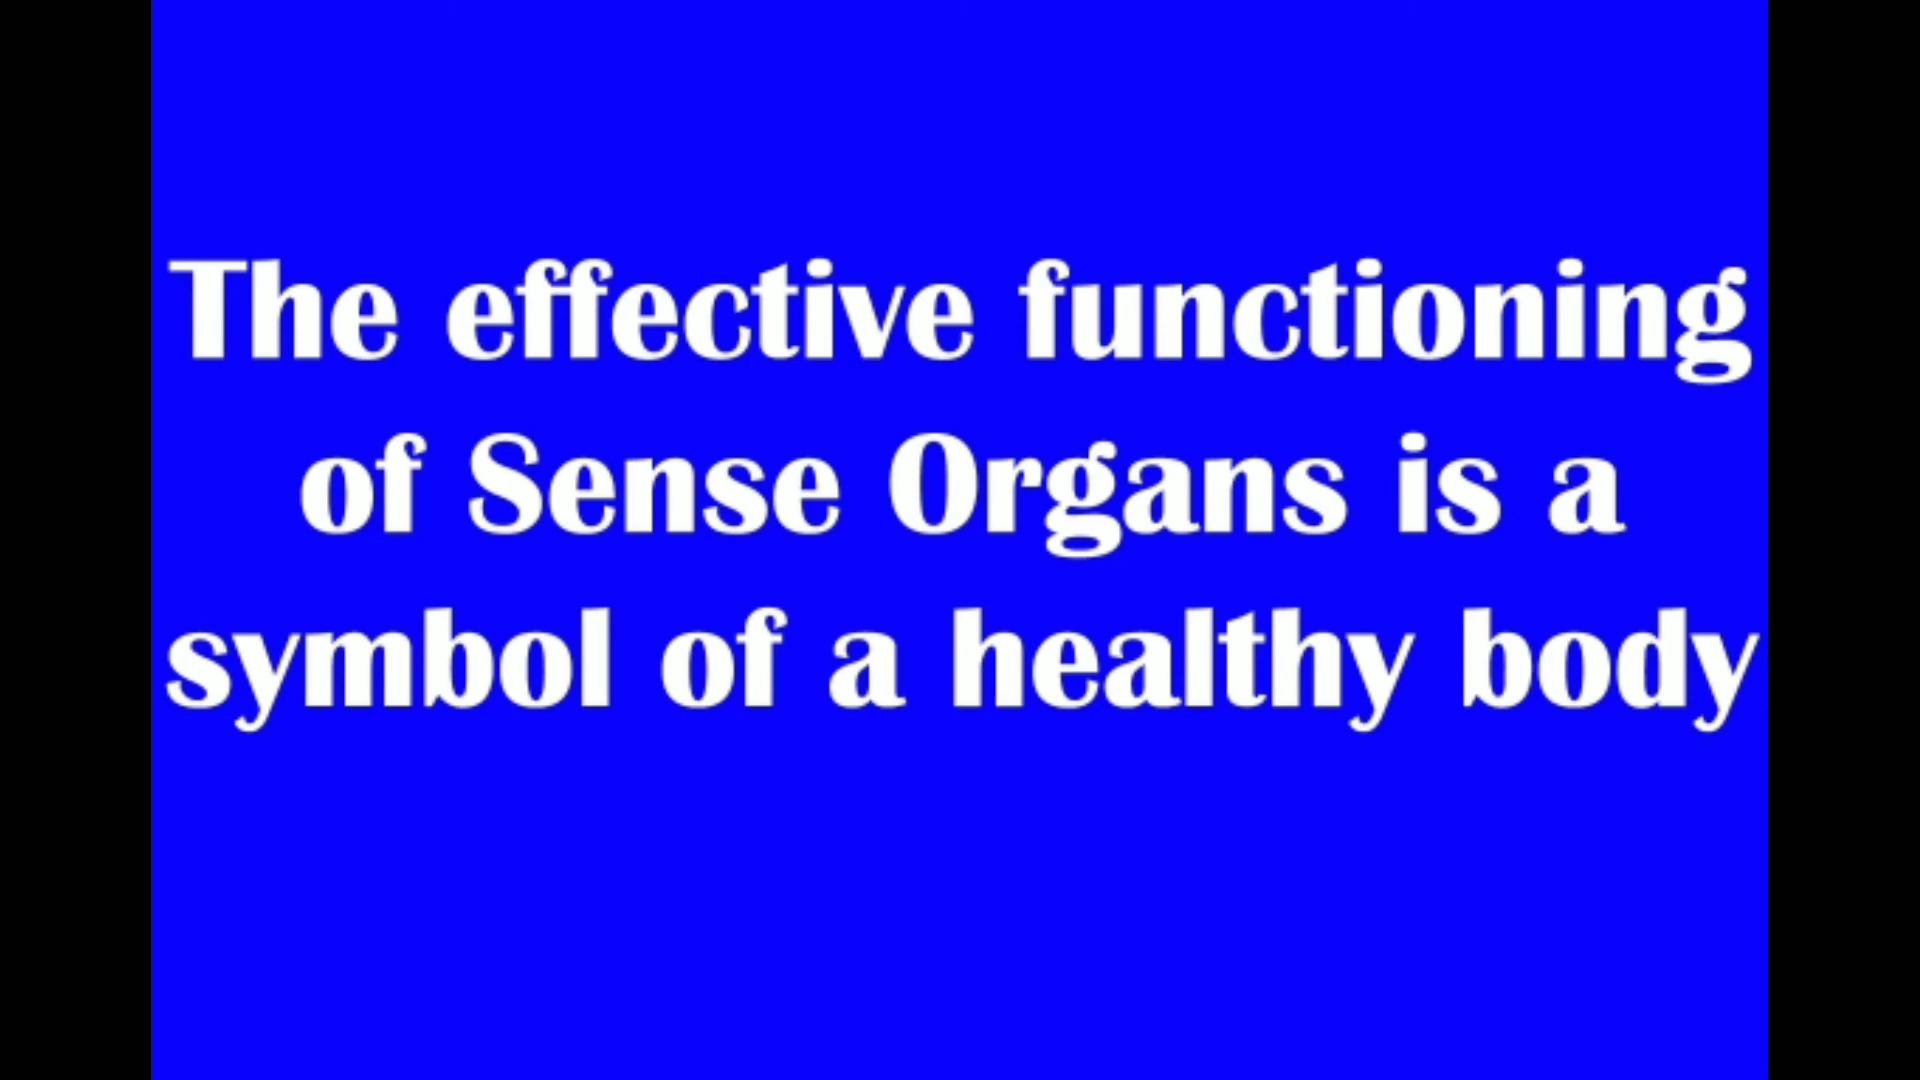 The effective functioning
of Sense Organs is a
symbol of a healthy body